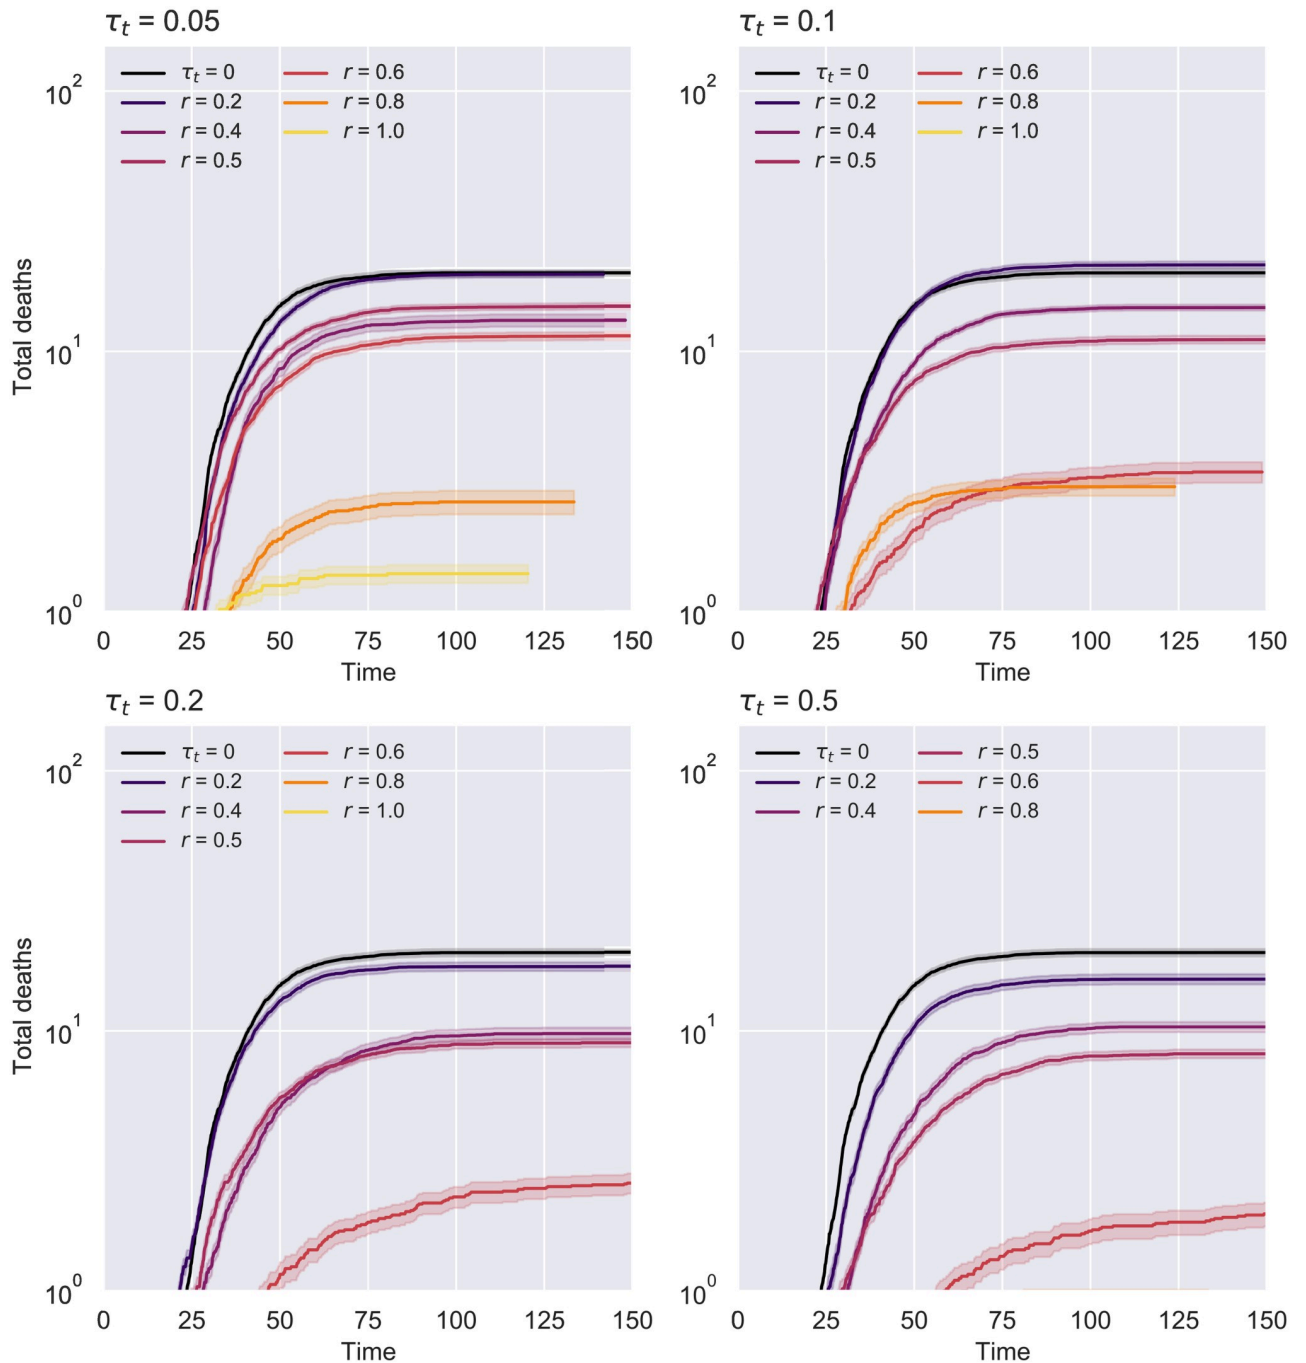 τt = 0.05
τt = 0
r = 0.2
r = 0.4
r = 0.5
r = 0.6
r = 0.8
r = 1.0
10²
10¹
10⁰
Total deaths
0 25 50 75 100 125 150
Time
τt = 0.1
τt = 0
r = 0.2
r = 0.4
r = 0.5
r = 0.6
r = 0.8
r = 1.0
10²
10¹
10⁰
0 25 50 75 100 125 150
Time
τt = 0.2
τt = 0
r = 0.2
r = 0.4
r = 0.5
r = 0.6
r = 0.8
r = 1.0
10²
10¹
10⁰
Total deaths
0 25 50 75 100 125 150
Time
τt = 0.5
τt = 0
r = 0.2
r = 0.4
r = 0.5
r = 0.6
r = 0.8
10²
10¹
10⁰
0 25 50 75 100 125 150
Time